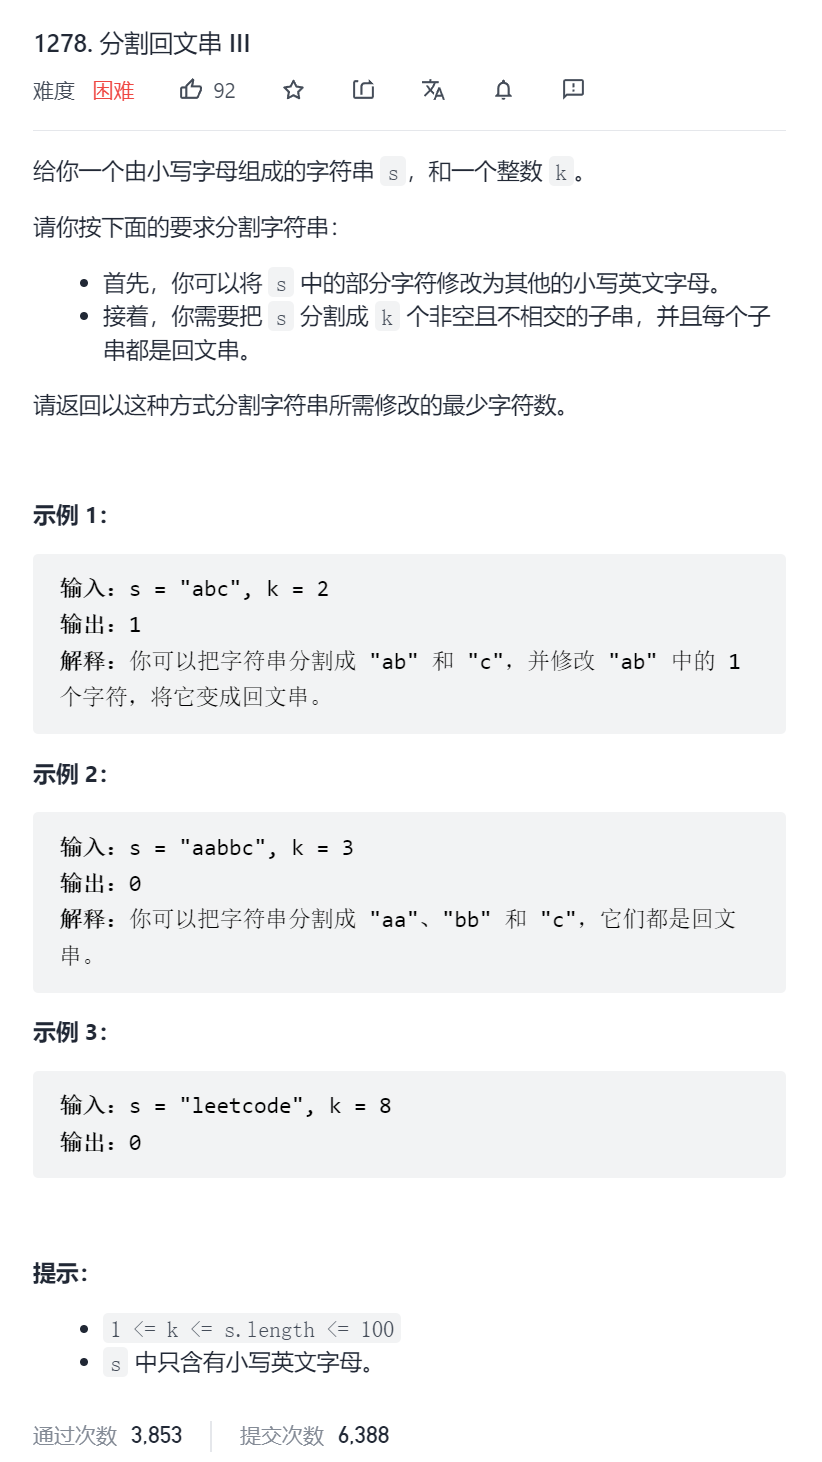 1278. 分割回文串 III
难度 困难 92
给你一个由小写字母组成的字符串 s，和一个整数 k。
请你按下面的要求分割字符串：
首先，你可以将 s 中的部分字符修改为其他的小写英文字母。
接着，你需要把 s 分割成 k 个非空且不相交的子串，并且每个子
串都是回文串。
请返回以这种方式分割字符串所需修改的最少字符数。
示例 1：
输入：s = "abc", k = 2
输出：1
解释：你可以把字符串分割成 "ab" 和 "c"，并修改 "ab" 中的 1
个字符，将它变成回文串。
示例 2：
输入：s = "aabbc", k = 3
输出：0
解释：你可以把字符串分割成 "aa"、"bb" 和 "c"，它们都是回文
串。
示例 3：
输入：s = "leetcode", k = 8
输出：0
提示：
1 <= k <= s.length <= 100
s 中只含有小写英文字母。
通过次数 3,853 提交次数 6,388